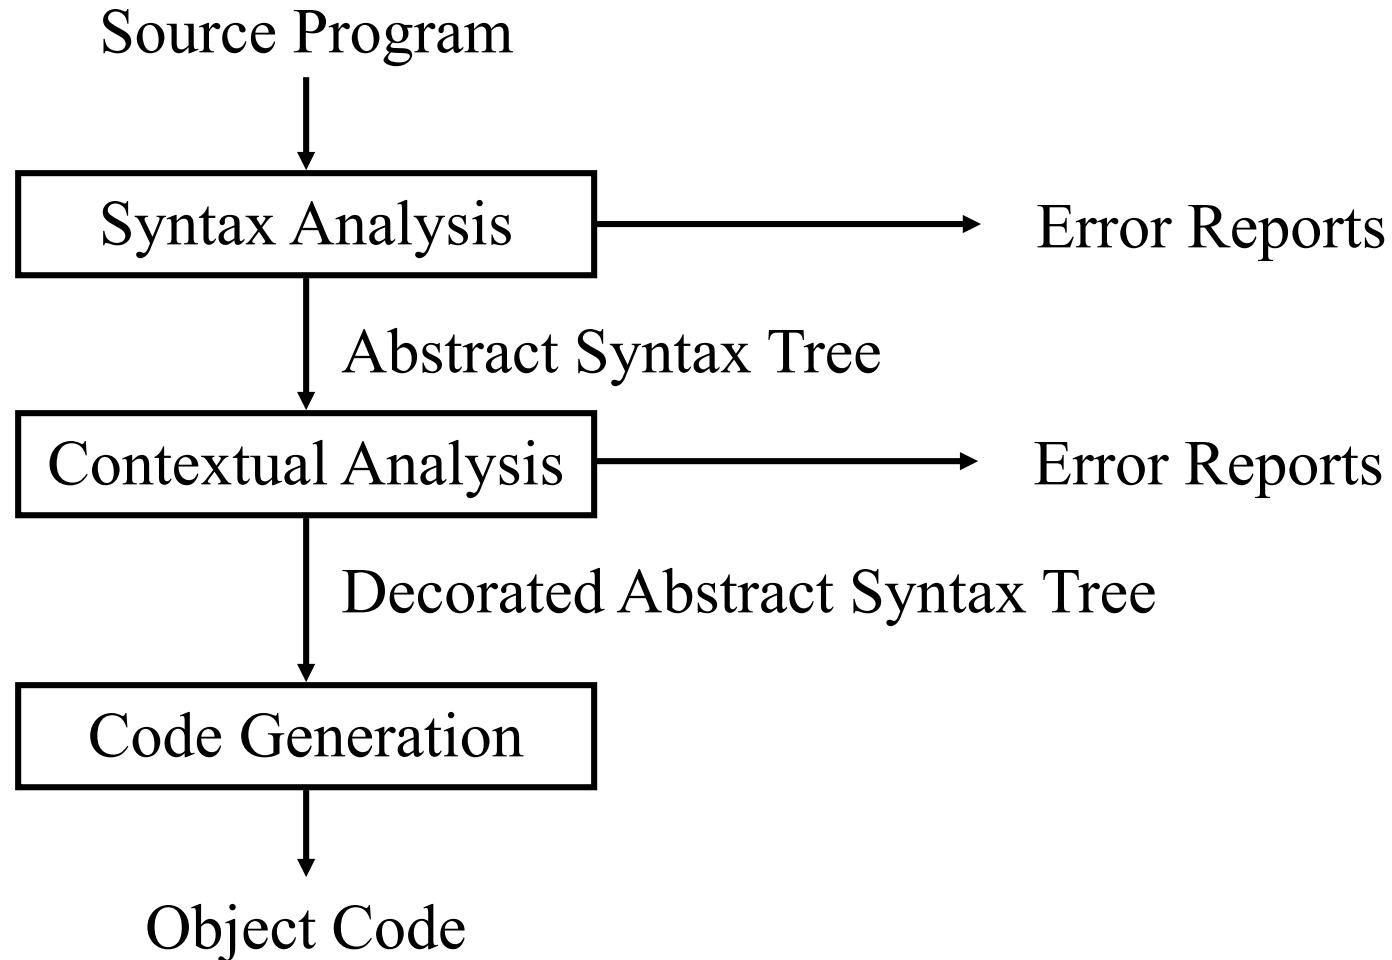 Source Program
Syntax Analysis
Error Reports
Abstract Syntax Tree
Contextual Analysis
Error Reports
Decorated Abstract Syntax Tree
Code Generation
Object Code